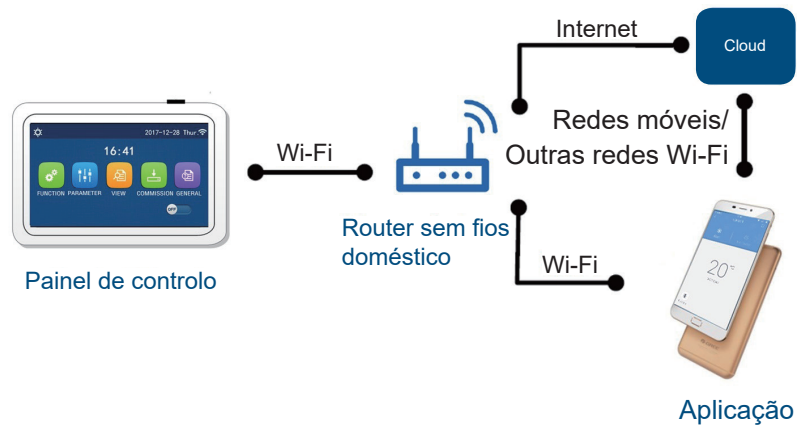 Internet
Cloud
Redes móveis/
Outras redes Wi-Fi
2017-12-28 Thur.
16:41
FUNCTION PARAMETER VIEW COMMISSION GENERAL
OFF
Wi-Fi
Router sem fios
doméstico
Painel de controlo
Wi-Fi
20°C
Aplicação